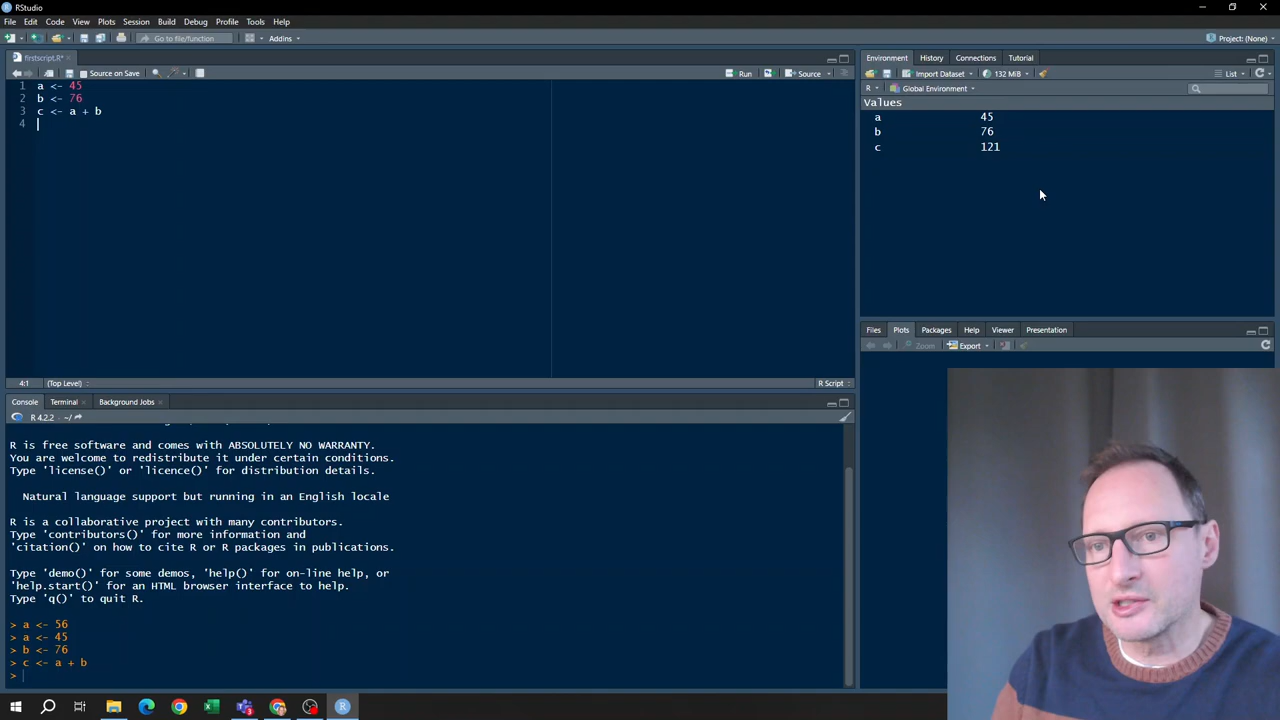 RStudio
File Edit Code View Plots Session Build Debug Profile Tools Help
Go to file/function Addins Project: (None)
firstscript.R*
Source on Save Run Source
1 a <- 45
2 b <- 76
3 c <- a + b
4
4:1 (Top Level) R Script
Console Terminal Background Jobs
R 4.2.2 · ~/
R is free software and comes with ABSOLUTELY NO WARRANTY.
You are welcome to redistribute it under certain conditions.
Type 'license()' or 'licence()' for distribution details.
Natural language support but running in an English locale
R is a collaborative project with many contributors.
Type 'contributors()' for more information and
'citation()' on how to cite R or R packages in publications.
Type 'demo()' for some demos, 'help()' for on-line help, or
'help.start()' for an HTML browser interface to help.
Type 'q()' to quit R.
> a <- 56
> a <- 45
> b <- 76
> c <- a + b
>
Environment History Connections Tutorial
Import Dataset 132 MiB List
R Global Environment
Values
a 45
b 76
c 121
Files Plots Packages Help Viewer Presentation
Zoom Export